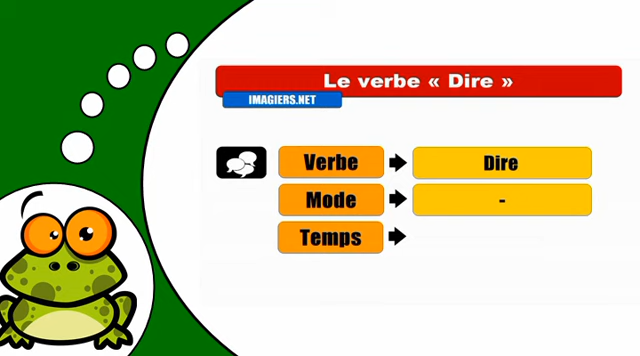 Le verbe « Dire »
IMAGIERS.NET
Verbe Dire
Mode -
Temps